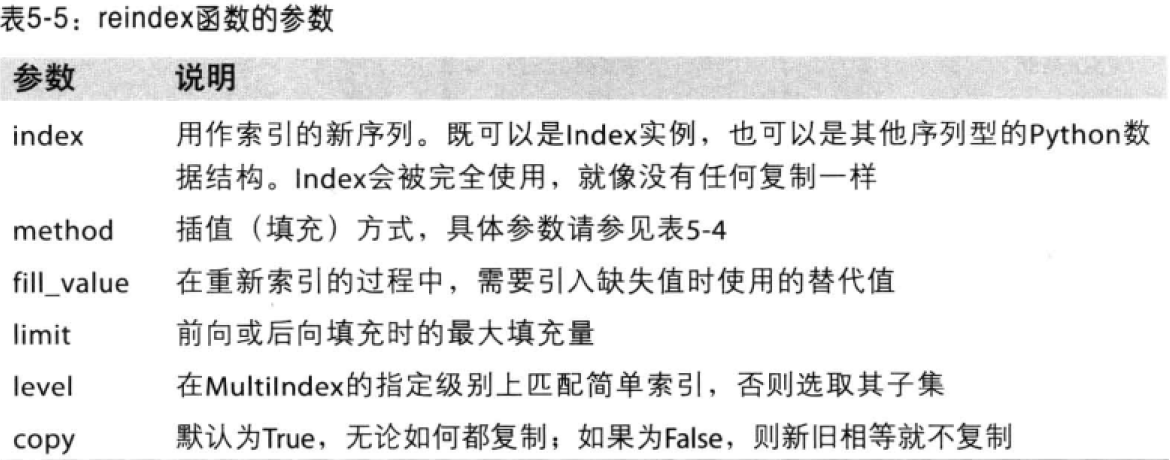 表5-5：reindex函数的参数
参数 说明
index 用作索引的新序列。既可以是Index实例，也可以是其他序列型的Python数
据结构。Index会被完全使用，就像没有任何复制一样
method 插值（填充）方式，具体参数请参见表5-4
fill_value 在重新索引的过程中，需要引入缺失值时使用的替代值
limit 前向或后向填充时的最大填充量
level 在MultiIndex的指定级别上匹配简单索引，否则选取其子集
copy 默认为True，无论如何都复制；如果为False，则新旧相等就不复制